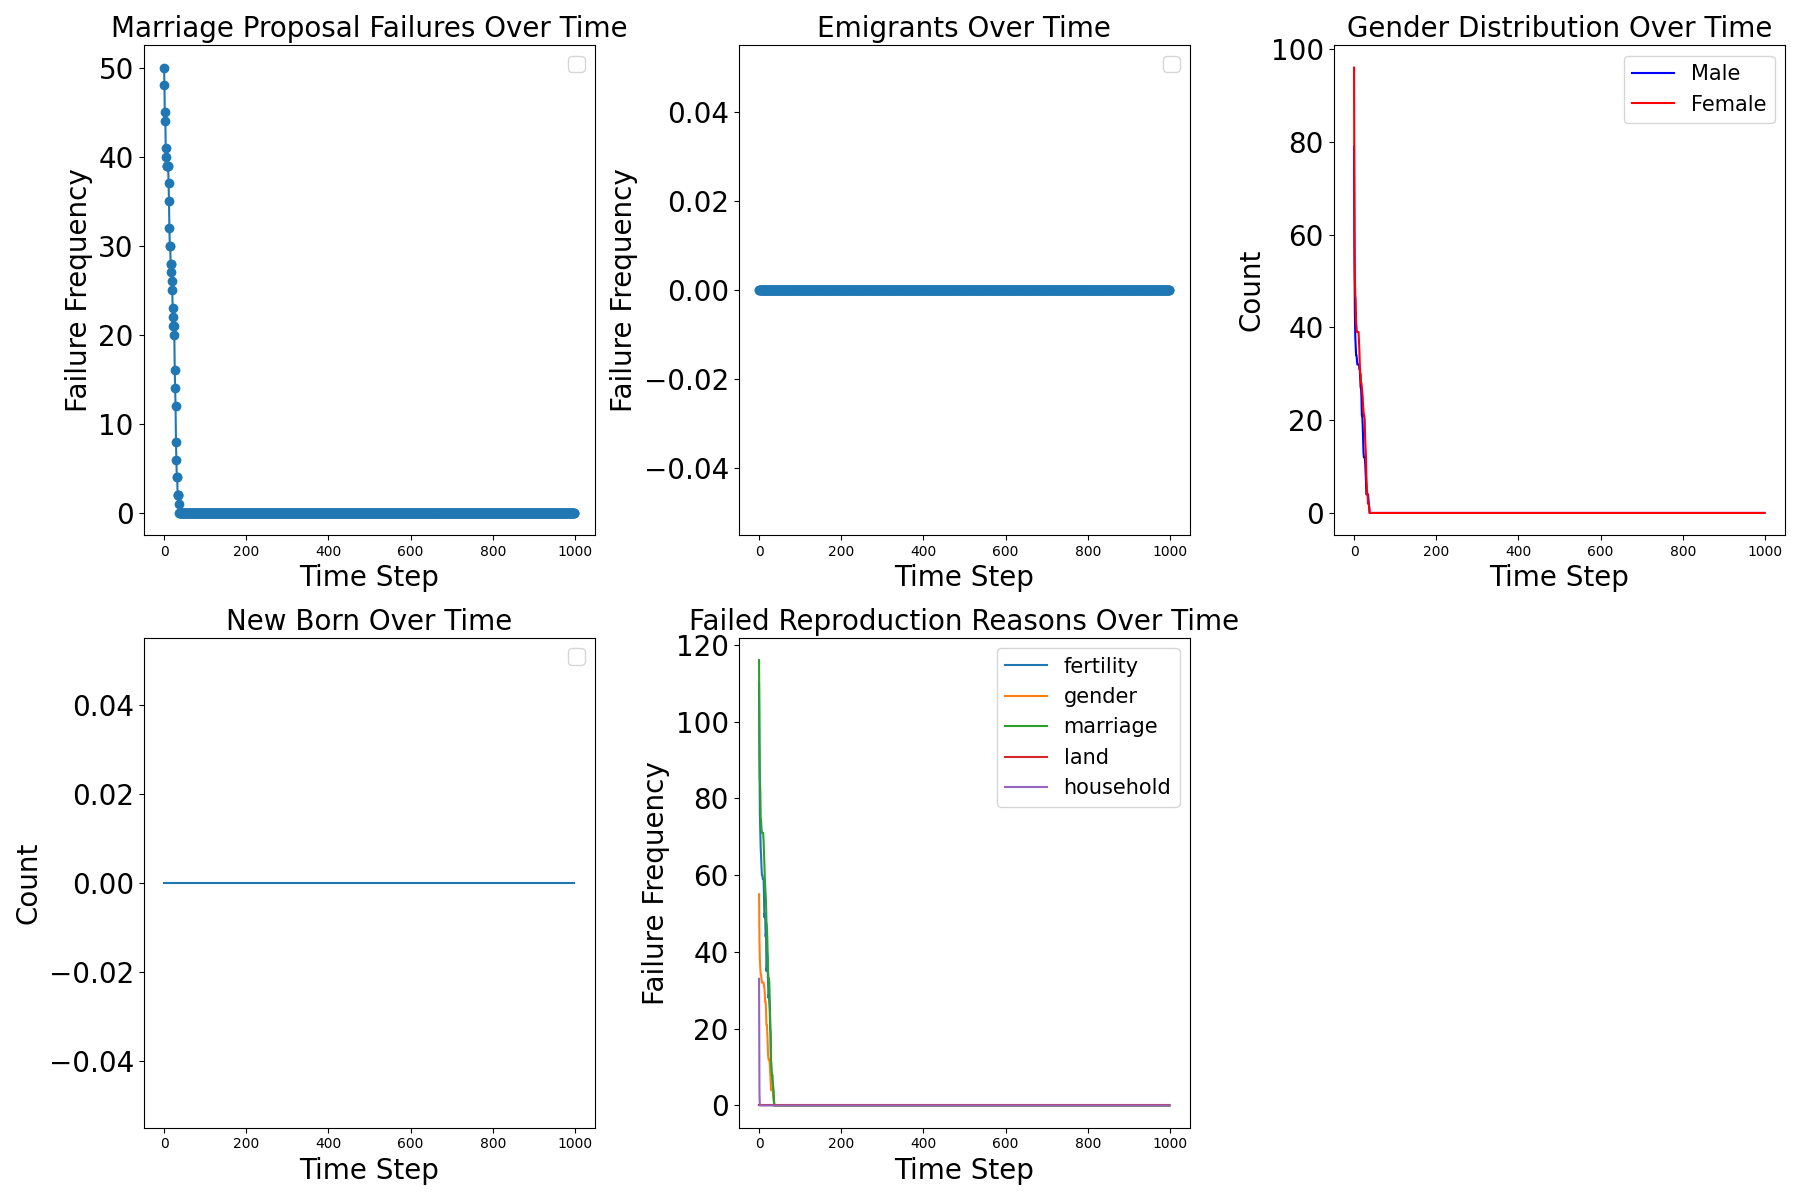 Marriage Proposal Failures Over Time
50
40
30
20
10
0
Failure Frequency
0 200 400 600 800 1000
Time Step
Emigrants Over Time
0.04
0.02
0.00
−0.02
−0.04
Failure Frequency
0 200 400 600 800 1000
Time Step
Gender Distribution Over Time
100
80
60
40
20
0
Count
Male
Female
0 200 400 600 800 1000
Time Step
New Born Over Time
0.04
0.02
0.00
−0.02
−0.04
Count
0 200 400 600 800 1000
Time Step
Failed Reproduction Reasons Over Time
120
100
80
60
40
20
0
Failure Frequency
fertility
gender
marriage
land
household
0 200 400 600 800 1000
Time Step